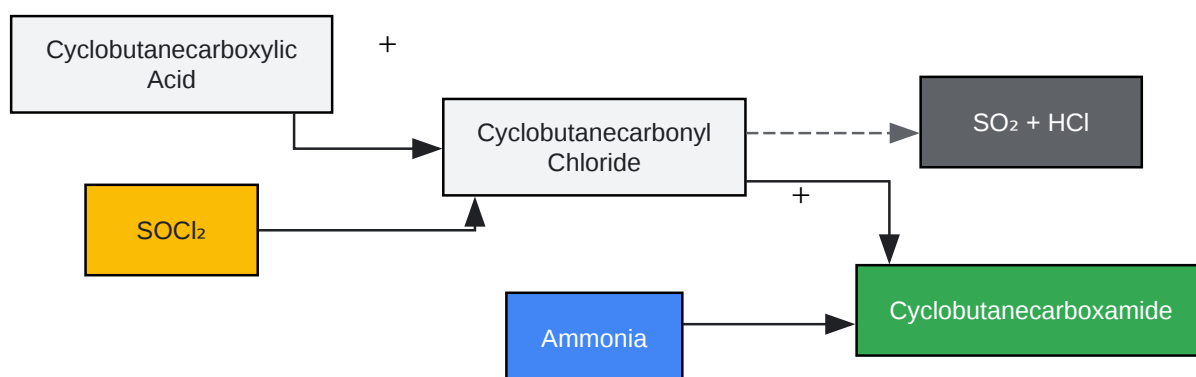 Cyclobutanecarboxylic
Acid
+
Cyclobutanecarbonyl
Chloride
SO₂ + HCl
+
SOCl₂
Cyclobutanecarboxamide
Ammonia